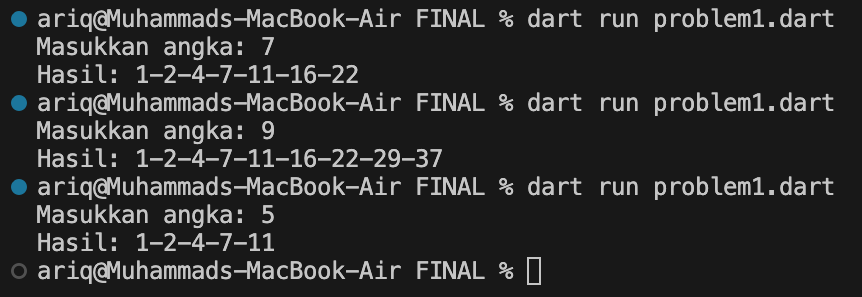 ariq@Muhammads-MacBook-Air FINAL % dart run problem1.dart
Masukkan angka: 7
Hasil: 1-2-4-7-11-16-22
ariq@Muhammads-MacBook-Air FINAL % dart run problem1.dart
Masukkan angka: 9
Hasil: 1-2-4-7-11-16-22-29-37
ariq@Muhammads-MacBook-Air FINAL % dart run problem1.dart
Masukkan angka: 5
Hasil: 1-2-4-7-11
ariq@Muhammads-MacBook-Air FINAL %